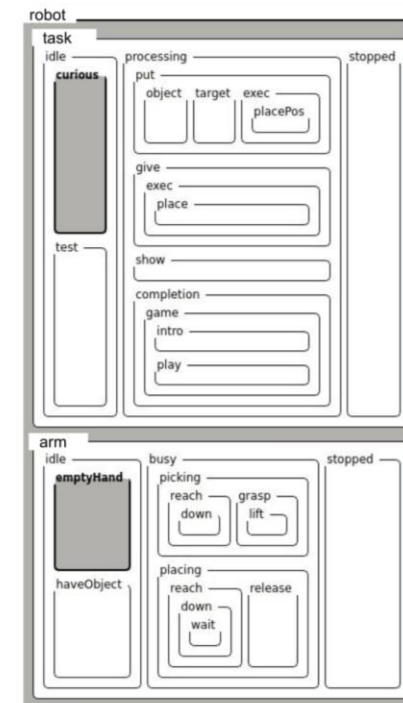 robot
task
idle processing stopped
curious put
object target exec
placePos
give
exec
place
test
show
completion
game
intro
play
arm
idle busy stopped
emptyHand picking
reach grasp
down lift
placing
haveObject reach release
down
wait